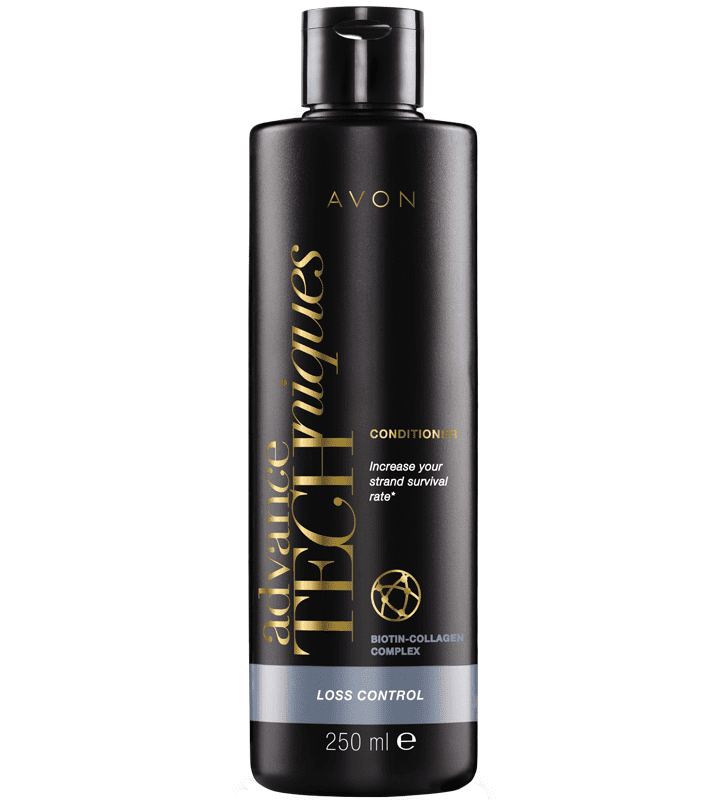 AVON
advance
TECHniques
CONDITIONER
Increase your
strand survival
rate*
BIOTIN-COLLAGEN
COMPLEX
LOSS CONTROL
250 ml ℮